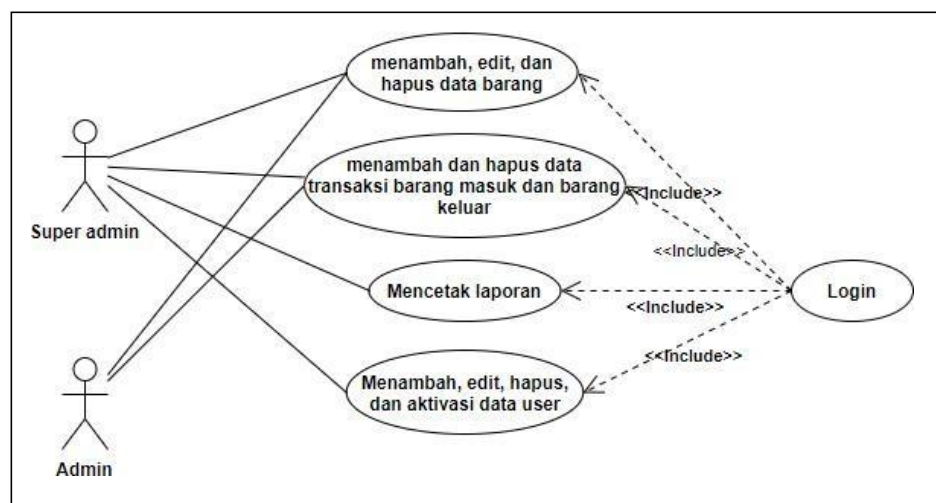 menambah, edit, dan
hapus data barang
menambah dan hapus data
transaksi barang masuk dan barang
keluar
<<Include>>
Super admin
<<Include>>
Mencetak laporan
Login
<<Include>>
<<Include>>
Menambah, edit, hapus,
dan aktivasi data user
Admin